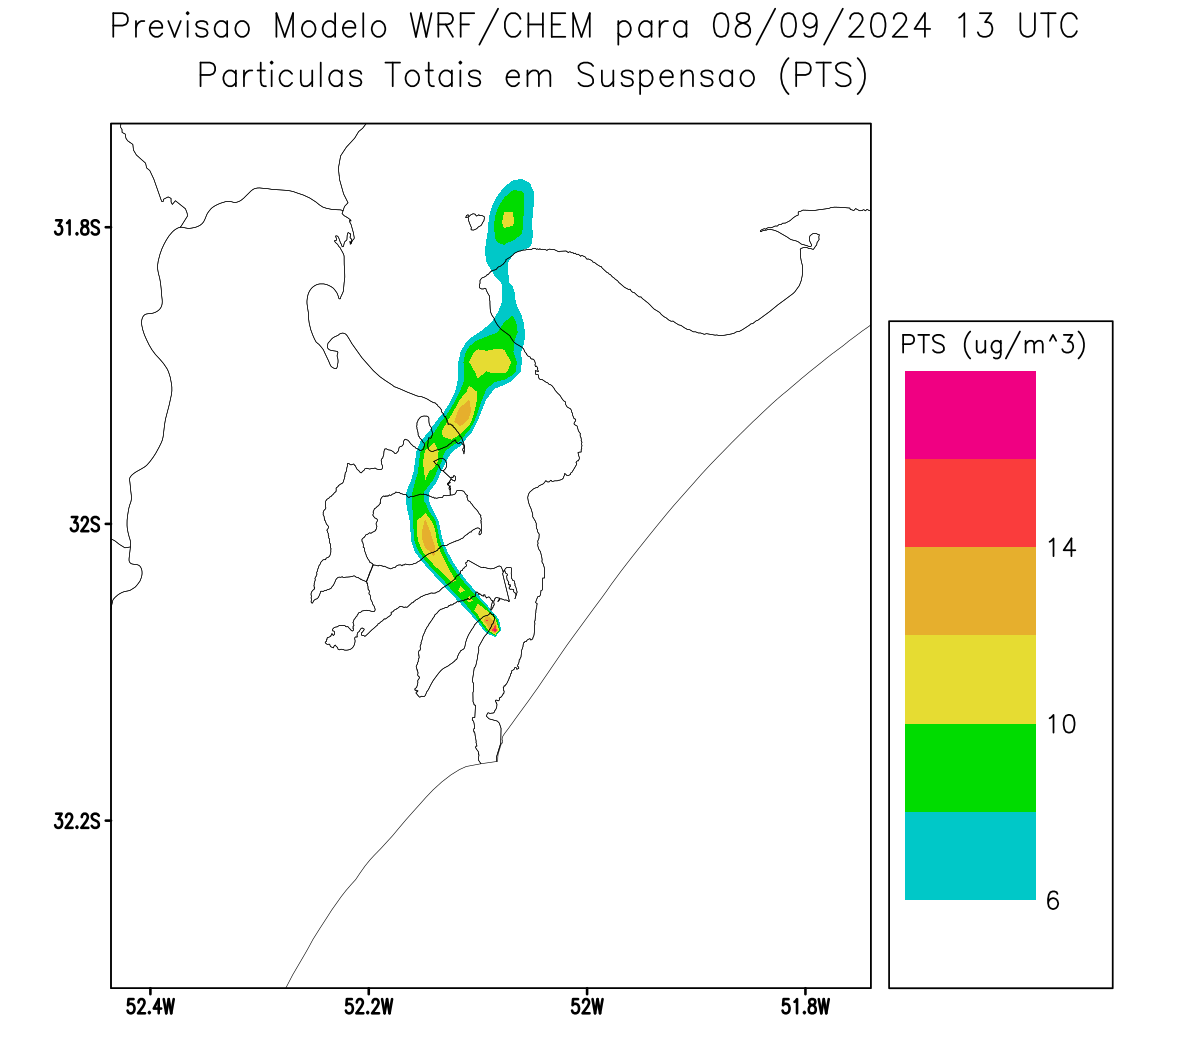 Previsao Modelo WRF/CHEM para 08/09/2024 13 UTC
Particulas Totais em Suspensao (PTS)
31.8S
32S
32.2S
52.4W
52.2W
52W
51.8W
PTS (ug/m^3)
14
10
6